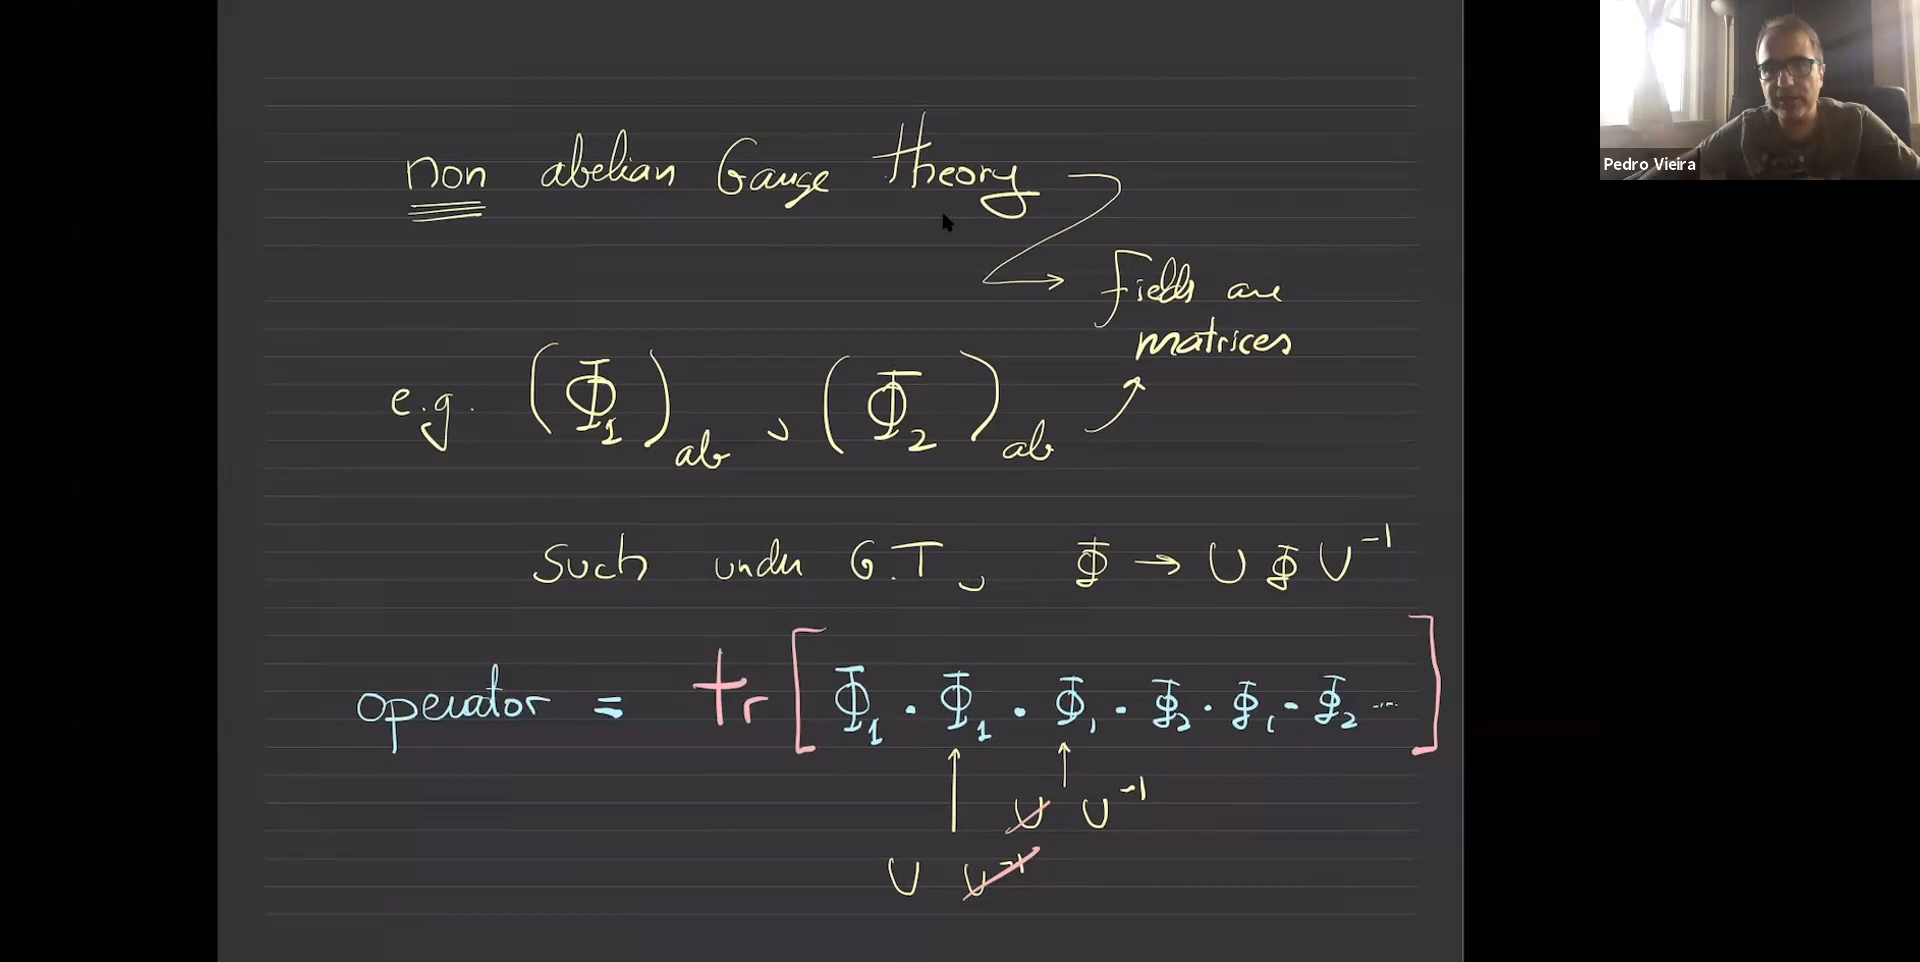 non abelian Gauge theory
Pedro Vieira
Fields are
matrices
e.g. (Φ₁)ab , (Φ₂)ab
Such under G.T, Φ → U Φ U⁻¹
operator = tr [Φ₁ · Φ₁ · Φ₁ · Φ₂ · Φ₁ · Φ₂ ...]
U U⁻¹
U U⁻¹